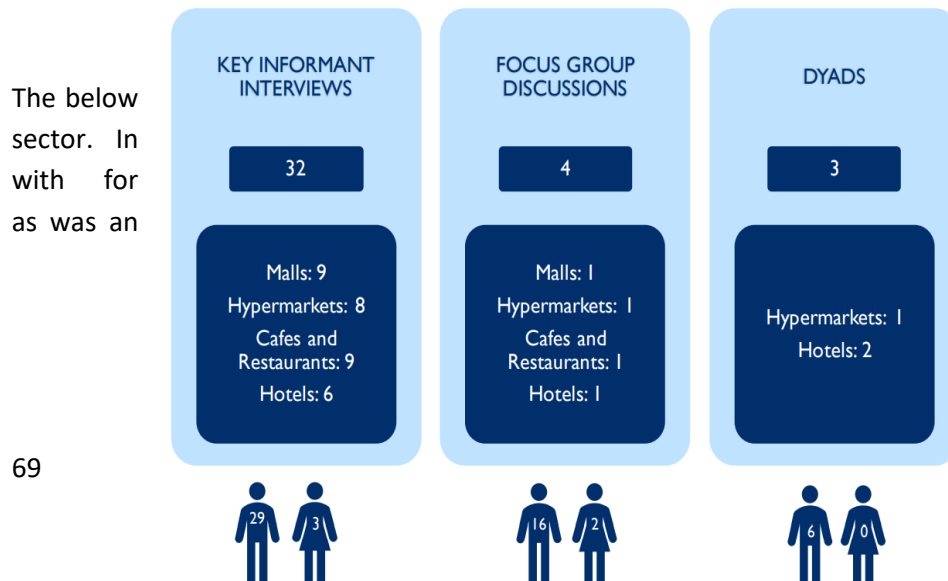 The below
sector. In
with for
as was an
69
KEY INFORMANT
INTERVIEWS
32
Malls: 9
Hypermarkets: 8
Cafes and
Restaurants: 9
Hotels: 6
29
3
FOCUS GROUP
DISCUSSIONS
4
Malls: 1
Hypermarkets: 1
Cafes and
Restaurants: 1
Hotels: 1
16
2
DYADS
3
Hypermarkets: 1
Hotels: 2
6
0